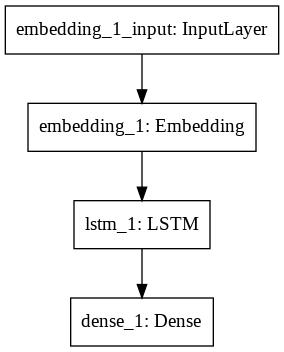 embedding_1_input: InputLayer
embedding_1: Embedding
lstm_1: LSTM
dense_1: Dense